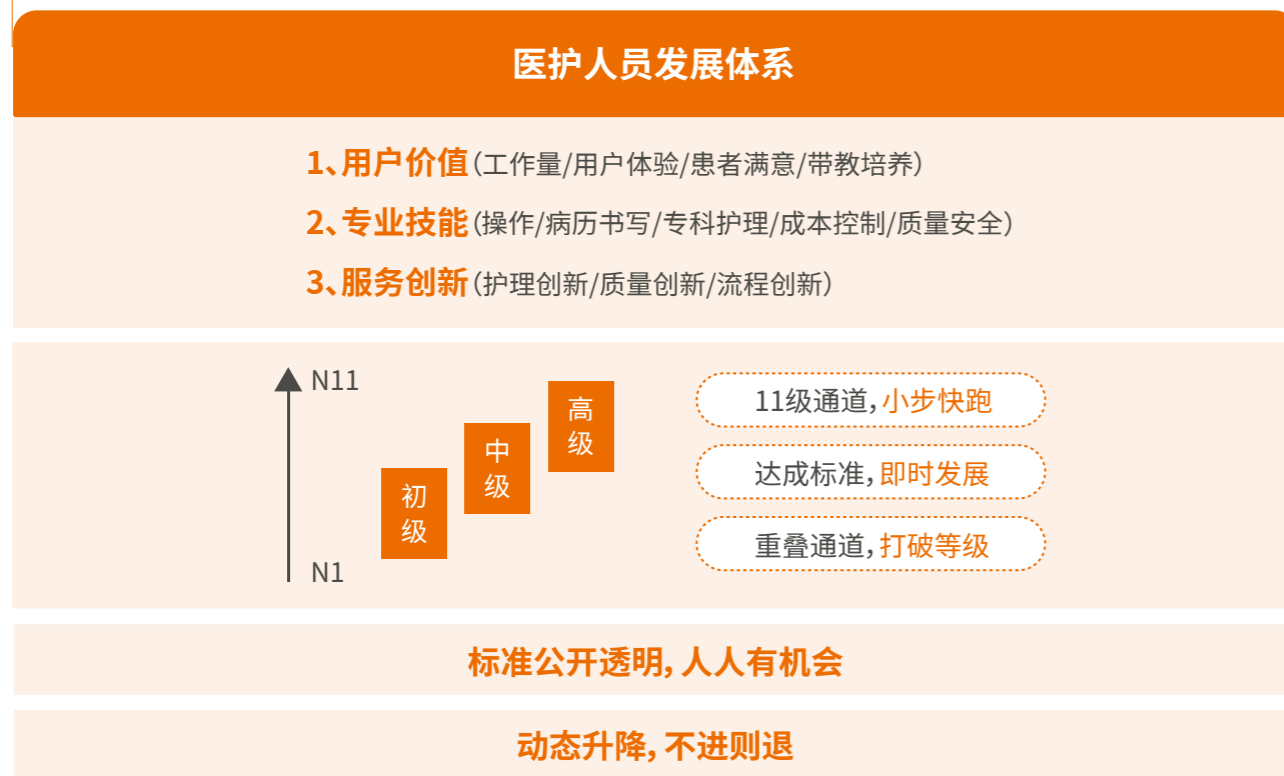 医护人员发展体系
1、用户价值(工作量/用户体验/患者满意/带教培养)
2、专业技能(操作/病历书写/专科护理/成本控制/质量安全)
3、服务创新(护理创新/质量创新/流程创新)
N11
高级
中级
初级
N1
11级通道,小步快跑
达成标准,即时发展
重叠通道,打破等级
标准公开透明,人人有机会
动态升降,不进则退